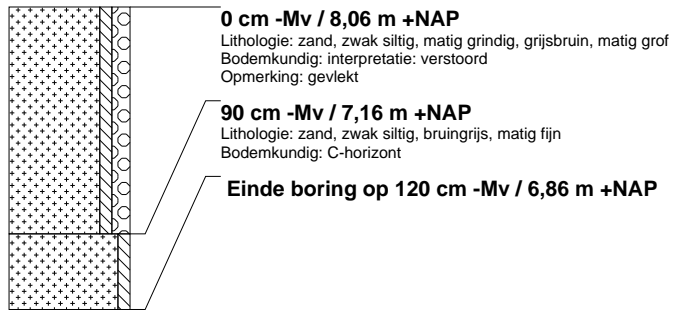 0 cm -Mv / 8,06 m +NAP
Lithologie: zand, zwak siltig, matig grindig, grijsbruin, matig grof
Bodemkundig: interpretatie: verstoord
Opmerking: gevlekt
90 cm -Mv / 7,16 m +NAP
Lithologie: zand, zwak siltig, bruingrijs, matig fijn
Bodemkundig: C-horizont
Einde boring op 120 cm -Mv / 6,86 m +NAP